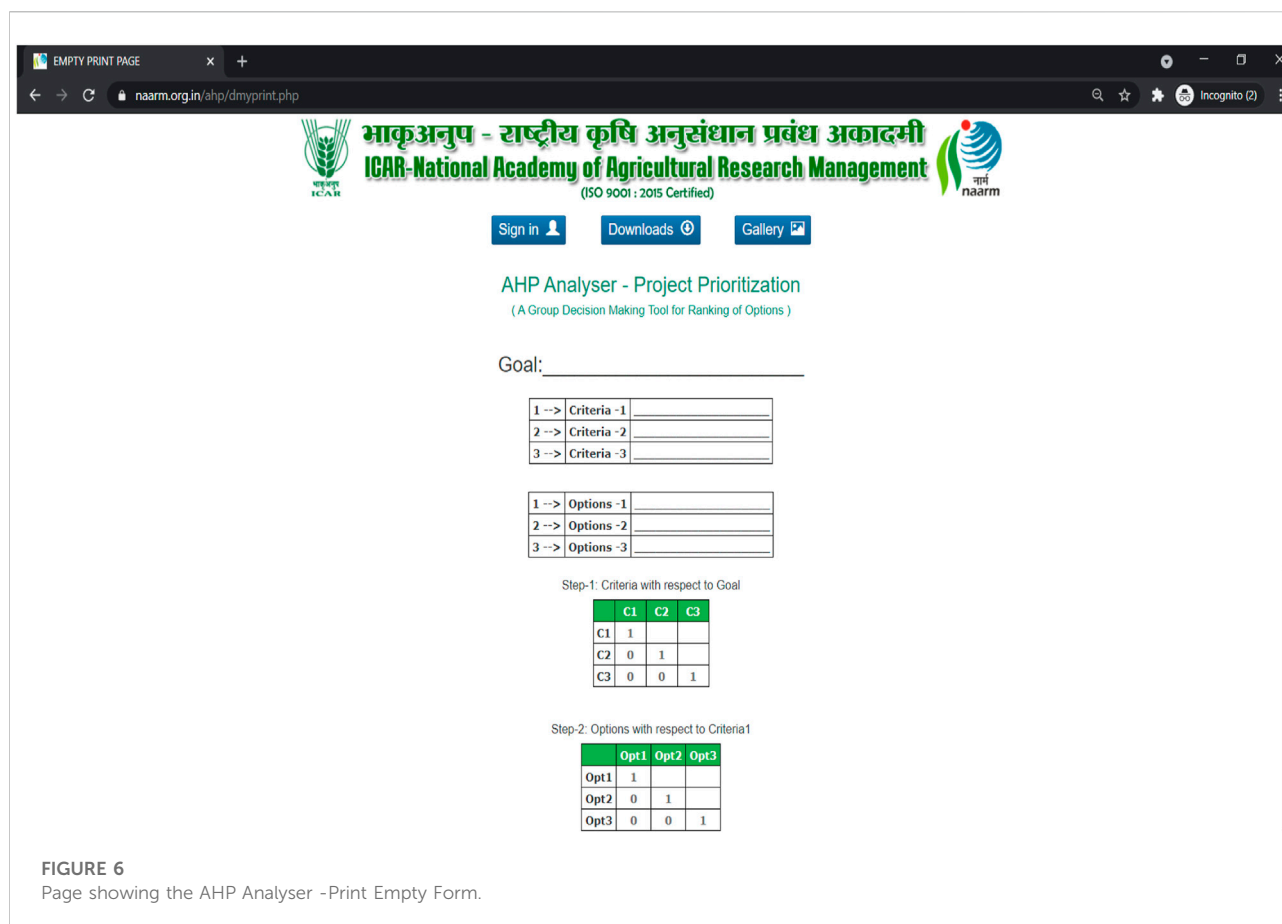 EMPTY PRINT PAGE
naarm.org.in/ahp/dmyprint.php
Incognito (2)
भाकृअनुप - राष्ट्रीय कृषि अनुसंधान प्रबंध अकादमी
ICAR-National Academy of Agricultural Research Management
(ISO 9001 : 2015 Certified)
भाकृअनुप
ICAR
नार्म
naarm
Sign in
Downloads
Gallery
AHP Analyser - Project Prioritization
( A Group Decision Making Tool for Ranking of Options )
Goal:
1 --> Criteria -1
2 --> Criteria -2
3 --> Criteria -3
1 --> Options -1
2 --> Options -2
3 --> Options -3
Step-1: Criteria with respect to Goal
C1 C2 C3
C1 1
C2 0 1
C3 0 0 1
Step-2: Options with respect to Criteria1
Opt1 Opt2 Opt3
Opt1 1
Opt2 0 1
Opt3 0 0 1
FIGURE 6
Page showing the AHP Analyser -Print Empty Form.